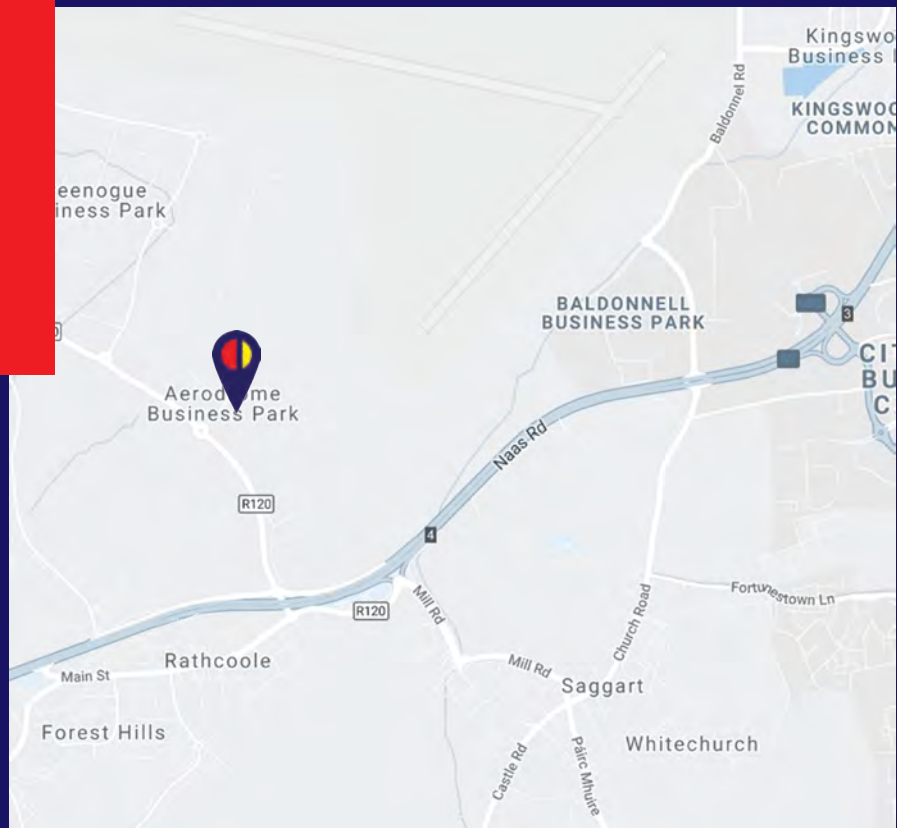 Kingswo
Business
KINGSWOO
COMMON
Baldonnel Rd
eenogue
iness Park
BALDONNELL
BUSINESS PARK
3
CIT
BU
C
Aerodrome
Business Park
Naas Rd
R120
4
R120
Mill Rd
Church Road
Fortunestown Ln
Rathcoole
Main St
Mill Rd
Saggart
Forest Hills
Whitechurch
Castle Rd
Páirc Mhuire